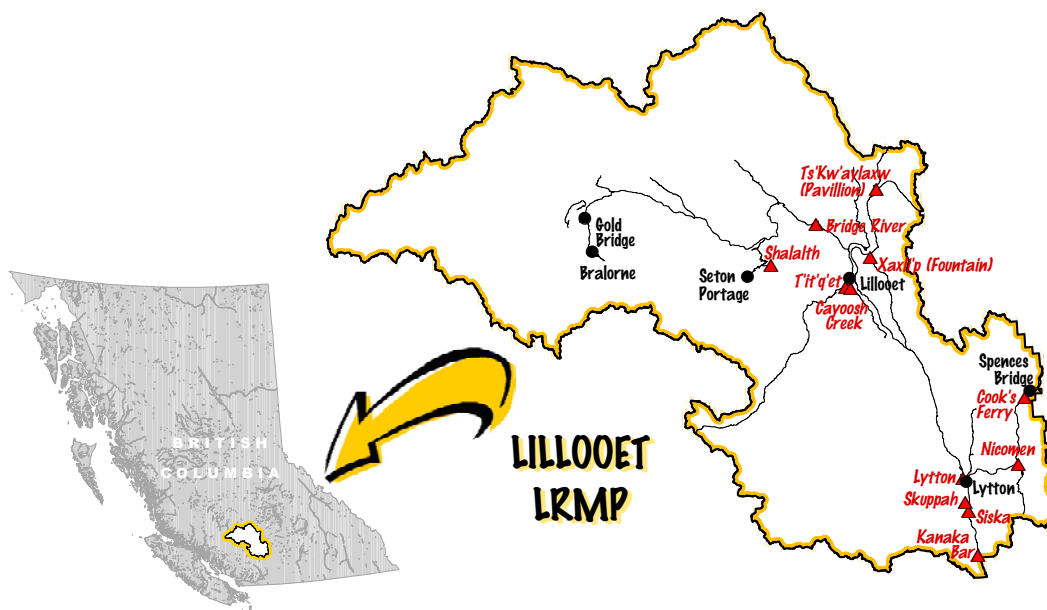 Ts'Kw'aylaxw
(Pavillion)
Bridge River
Gold
Bridge
Bralorne
Shalalth
Seton
Portage
Xaxli'p (Fountain)
T'it'q'et
Lillooet
Cayoosh
Creek
Spences
Bridge
Cook's
Ferry
BRITISH
COLUMBIA
LILLOOET
LRMP
Nicomen
Lytton
Lytton
Skuppah
Siska
Kanaka
Bar